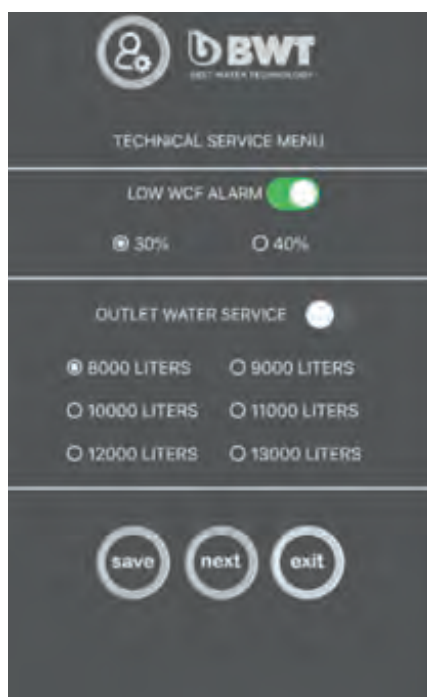 BWT
BEST WATER TECHNOLOGY
TECHNICAL SERVICE MENU
LOW WCF ALARM
30% 40%
OUTLET WATER SERVICE
8000 LITERS 9000 LITERS
10000 LITERS 11000 LITERS
12000 LITERS 13000 LITERS
save next exit